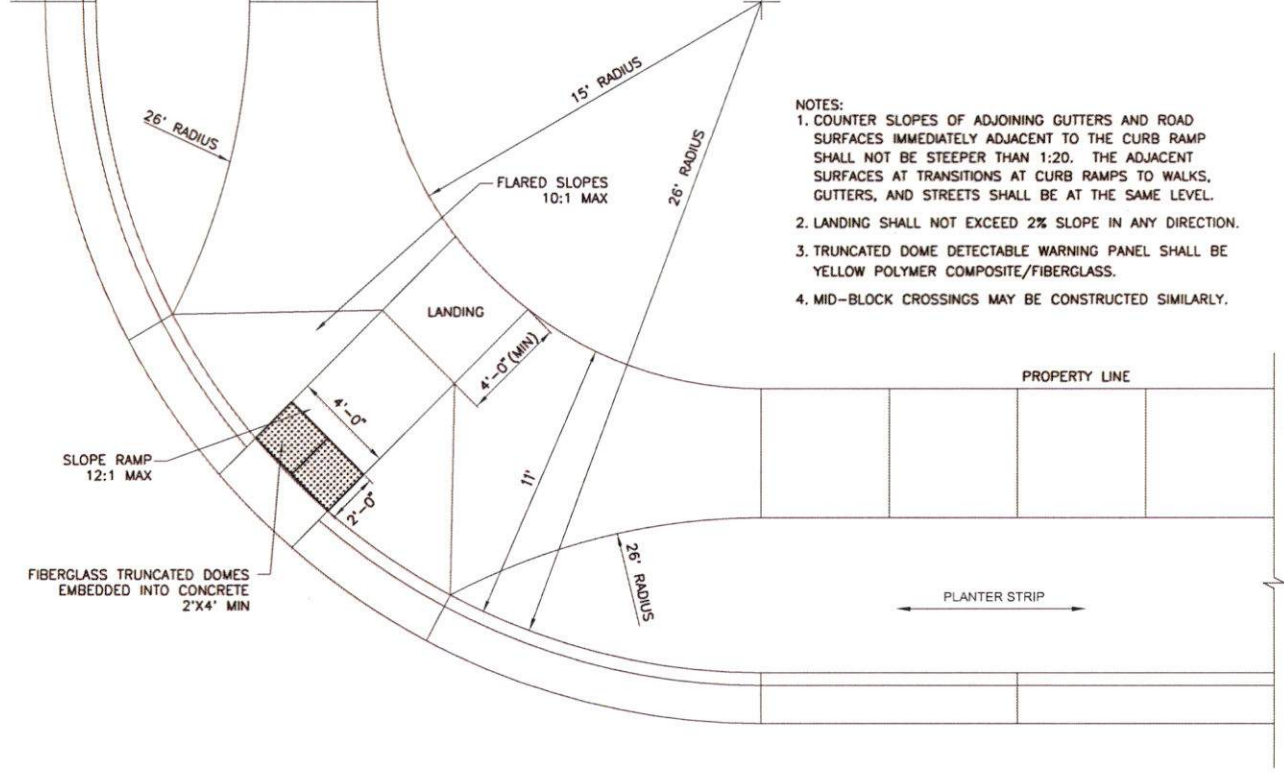 15' RADIUS
26' RADIUS
26' RADIUS
FLARED SLOPES
10:1 MAX
NOTES:
1. COUNTER SLOPES OF ADJOINING GUTTERS AND ROAD
SURFACES IMMEDIATELY ADJACENT TO THE CURB RAMP
SHALL NOT BE STEEPER THAN 1:20. THE ADJACENT
SURFACES AT TRANSITIONS AT CURB RAMPS TO WALKS,
GUTTERS, AND STREETS SHALL BE AT THE SAME LEVEL.
2. LANDING SHALL NOT EXCEED 2% SLOPE IN ANY DIRECTION.
3. TRUNCATED DOME DETECTABLE WARNING PANEL SHALL BE
YELLOW POLYMER COMPOSITE/FIBERGLASS.
4. MID-BLOCK CROSSINGS MAY BE CONSTRUCTED SIMILARLY.
LANDING
4'-0" (MIN)
PROPERTY LINE
4'-0"
SLOPE RAMP
12:1 MAX
11'
2'-0"
26' RADIUS
FIBERGLASS TRUNCATED DOMES
EMBEDDED INTO CONCRETE
2'X4' MIN
PLANTER STRIP